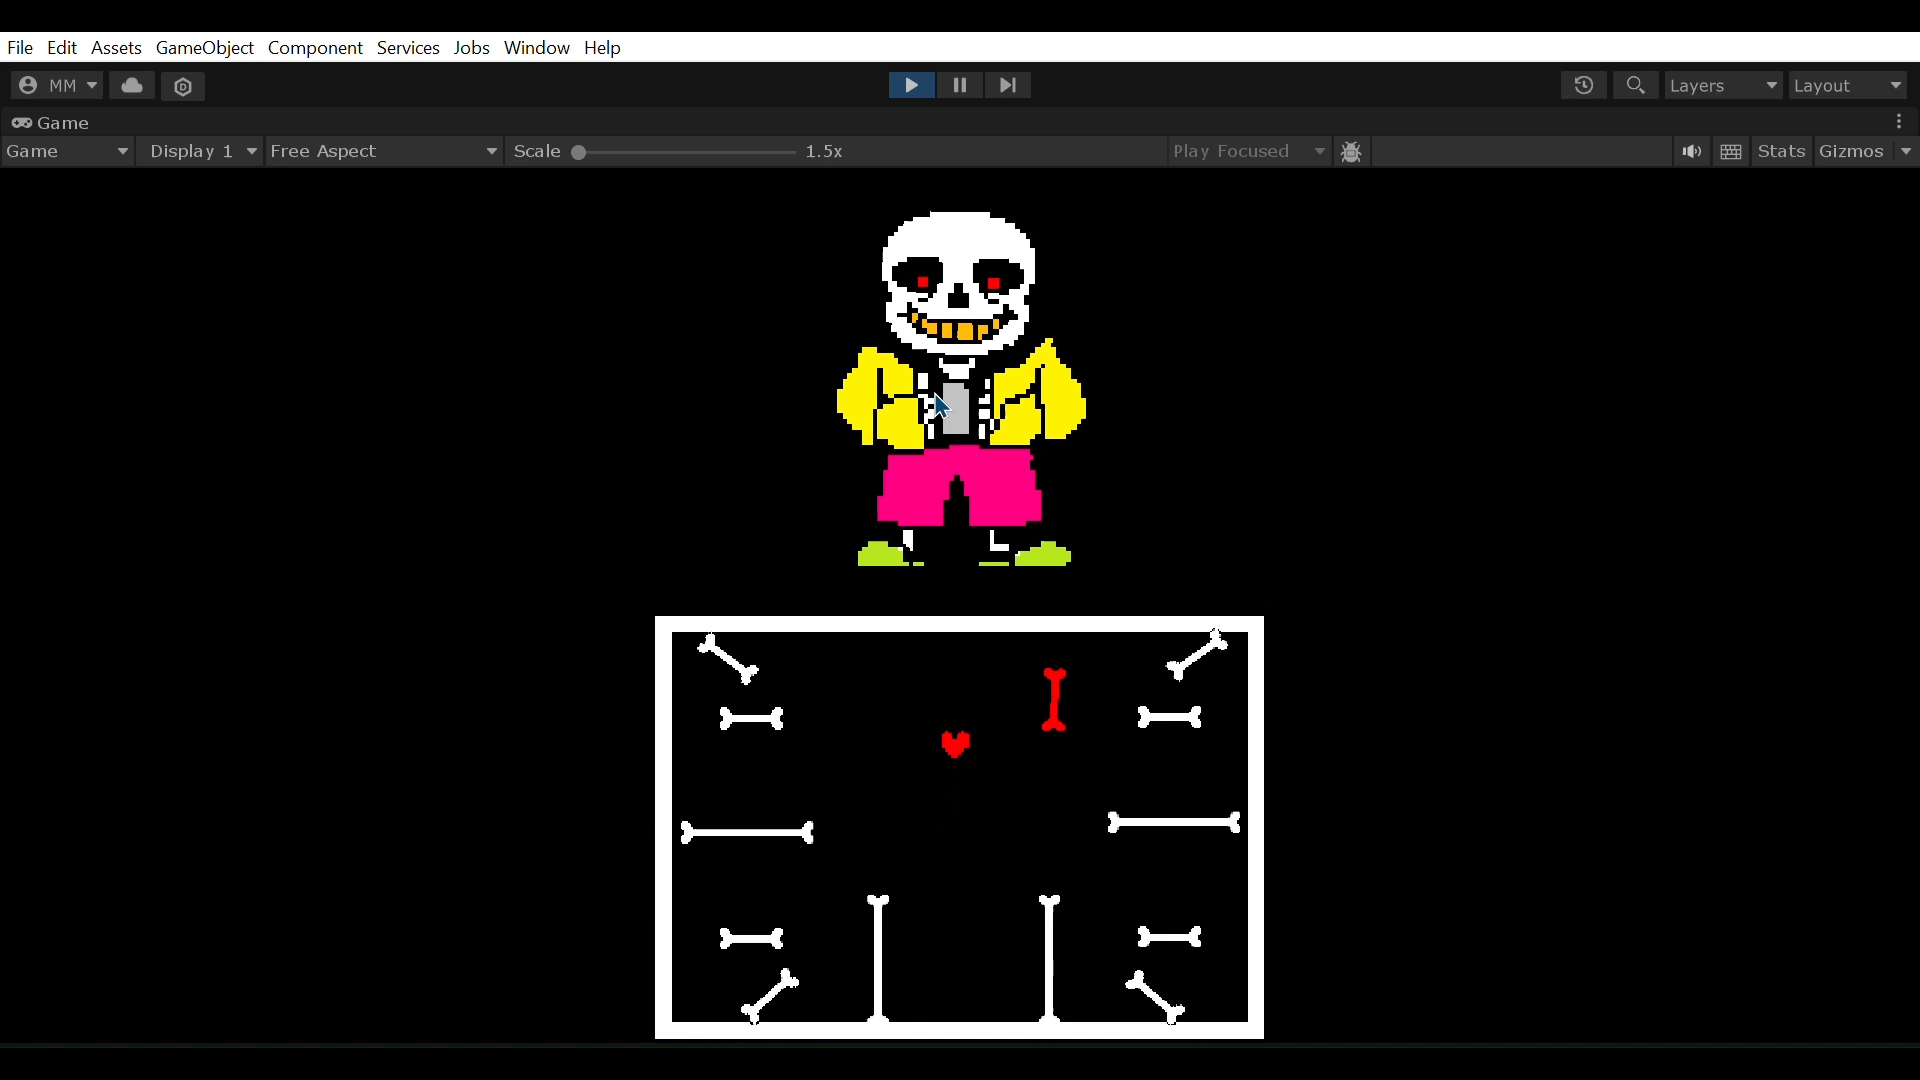 File Edit Assets GameObject Component Services Jobs Window Help
MM Layers Layout
Game
Game Display 1 Free Aspect Scale 1.5x Play Focused Stats Gizmos